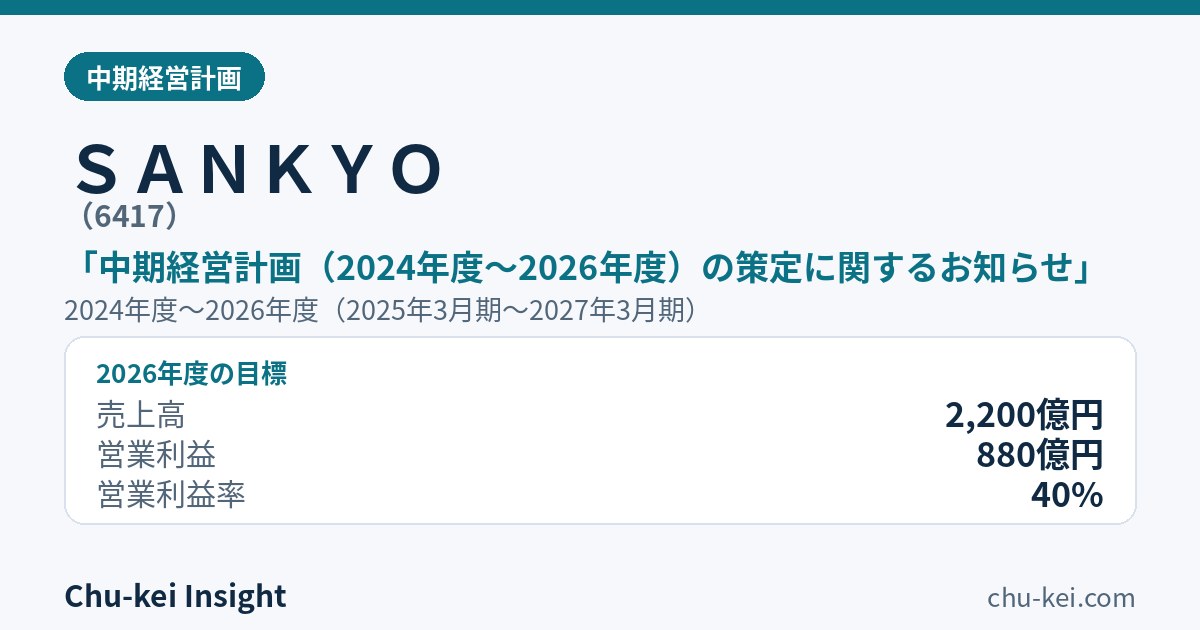 中期経営計画
ＳＡＮＫＹＯ
（6417）
「中期経営計画（2024年度〜2026年度）の策定に関するお知らせ」
2024年度〜2026年度（2025年3月期〜2027年3月期）
2026年度の目標
売上高 2,200億円
営業利益 880億円
営業利益率 40%
Chu-kei Insight chu-kei.com